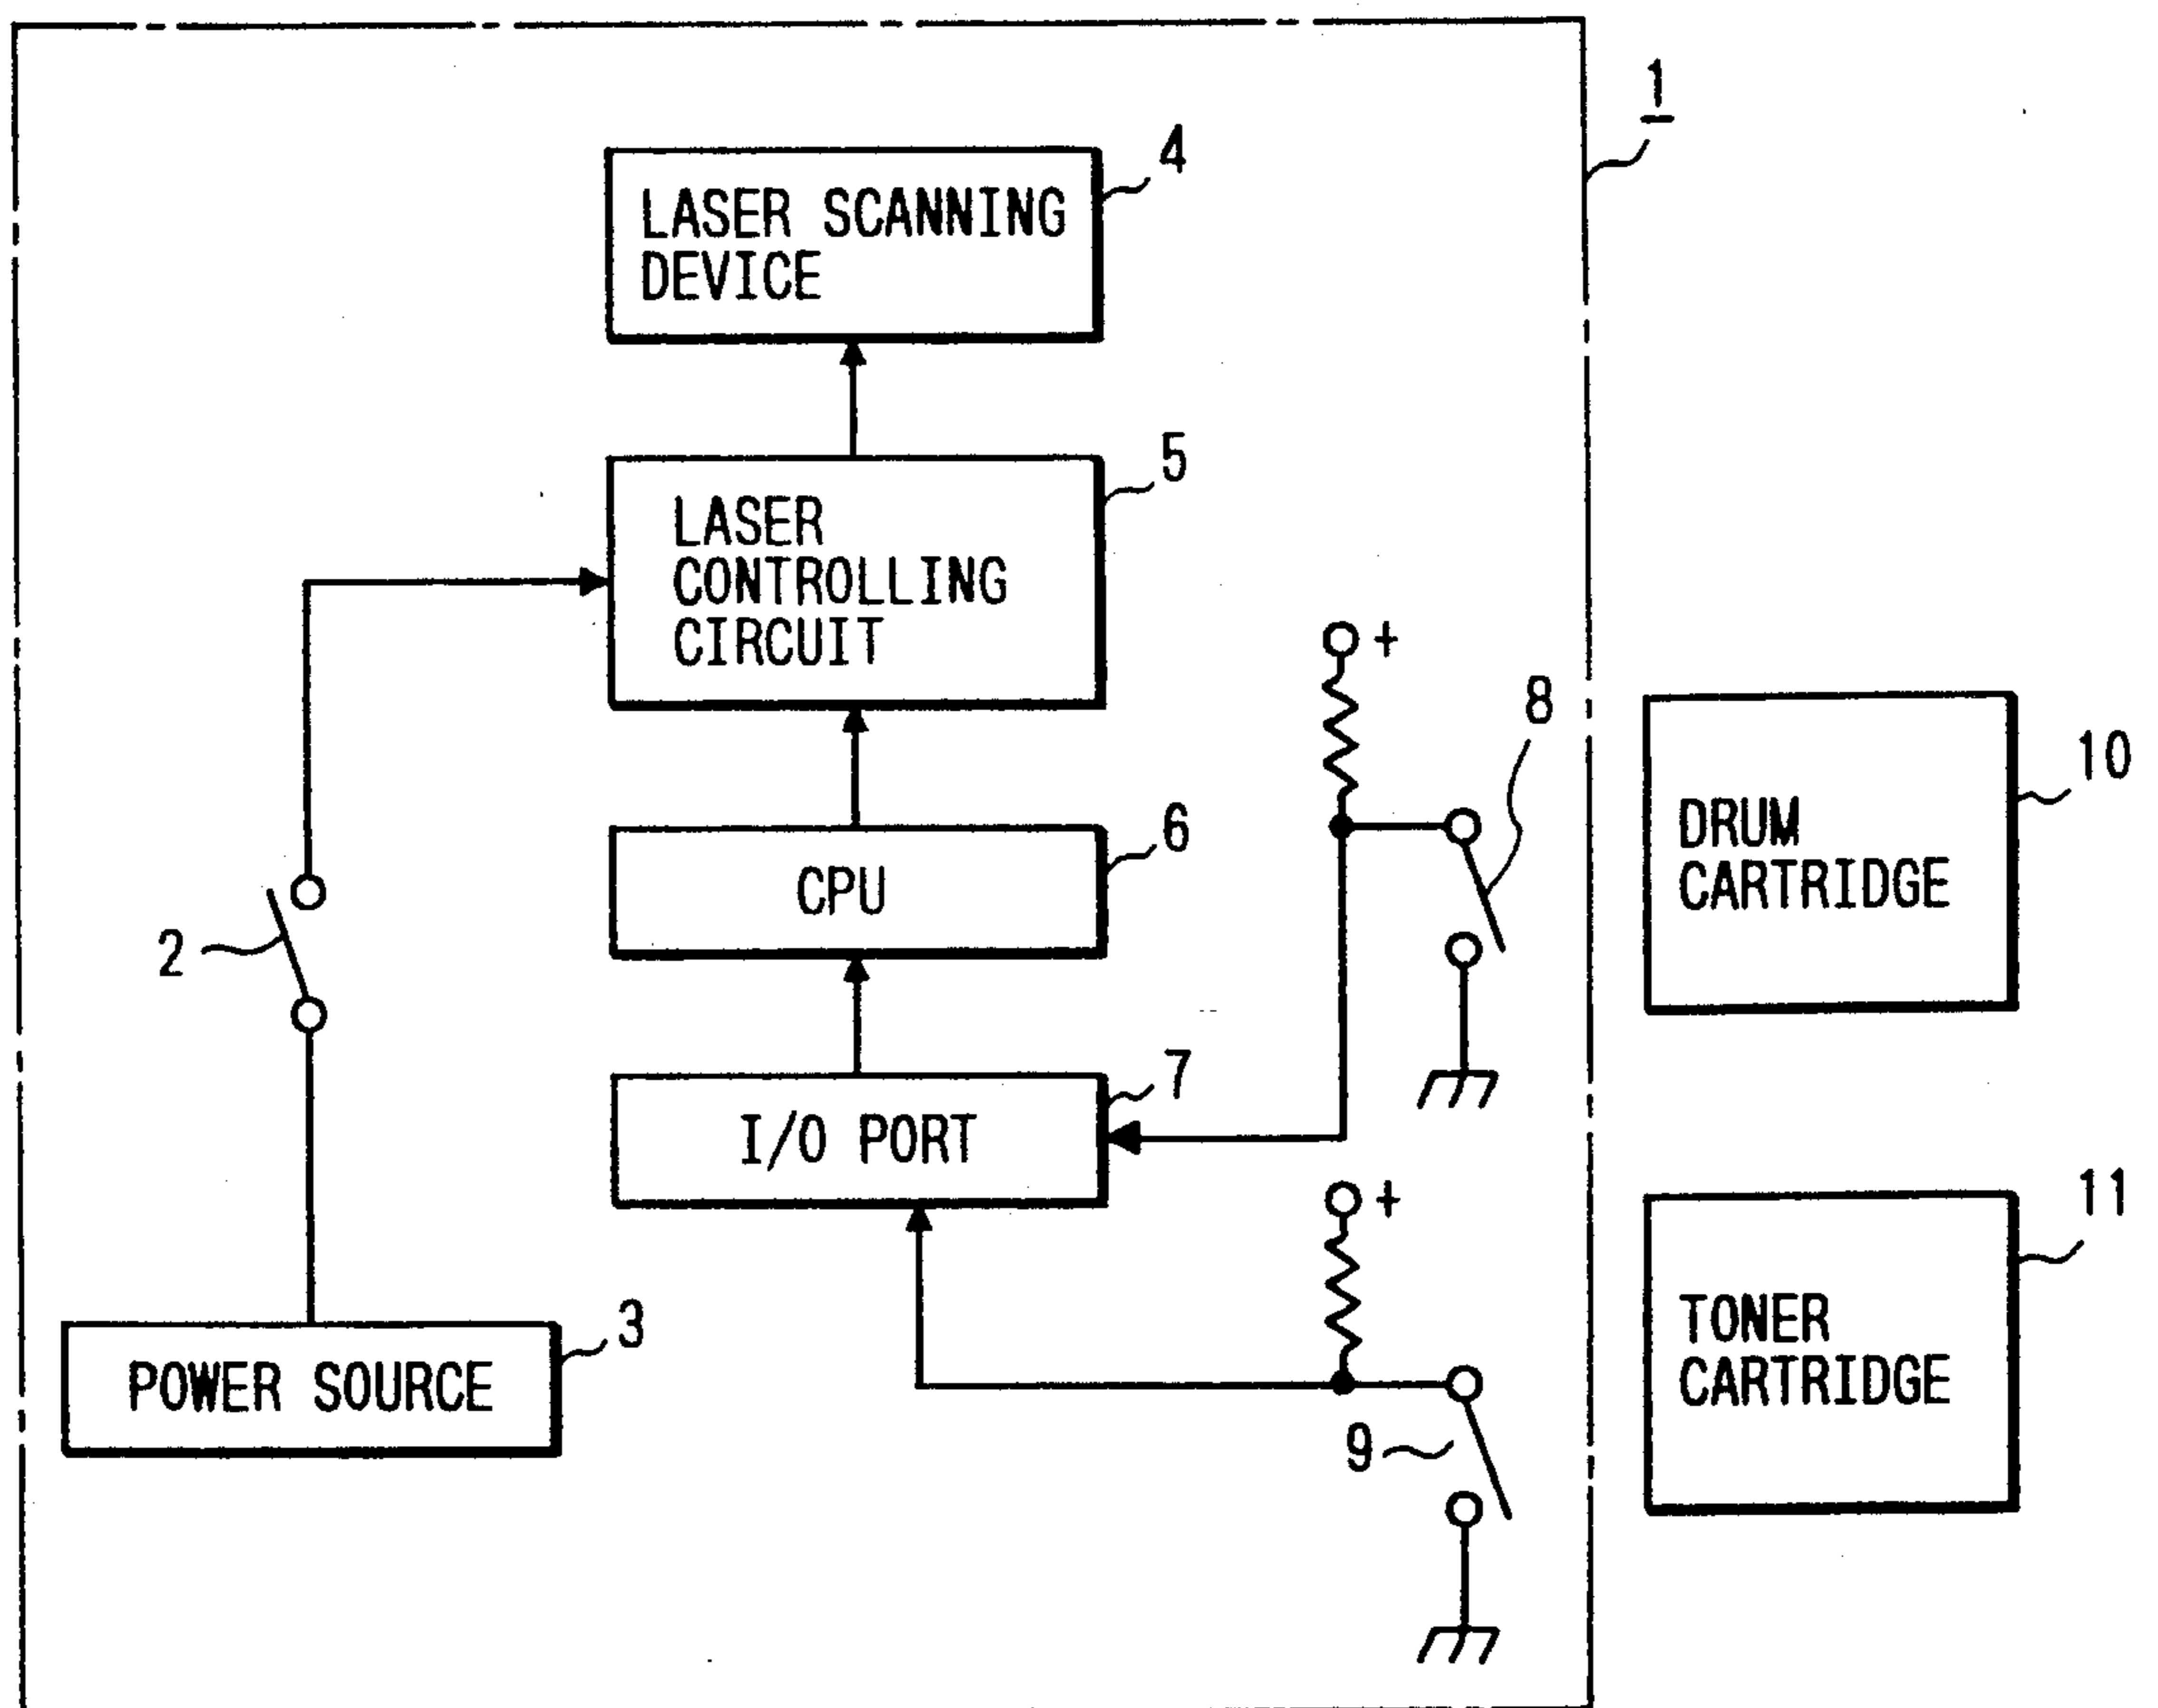 1
4
LASER SCANNING
DEVICE
5
LASER
CONTROLLING
CIRCUIT
+
8
10
DRUM
CARTRIDGE
6
CPU
2
7
I/O PORT
+
11
TONER
CARTRIDGE
3
POWER SOURCE
9